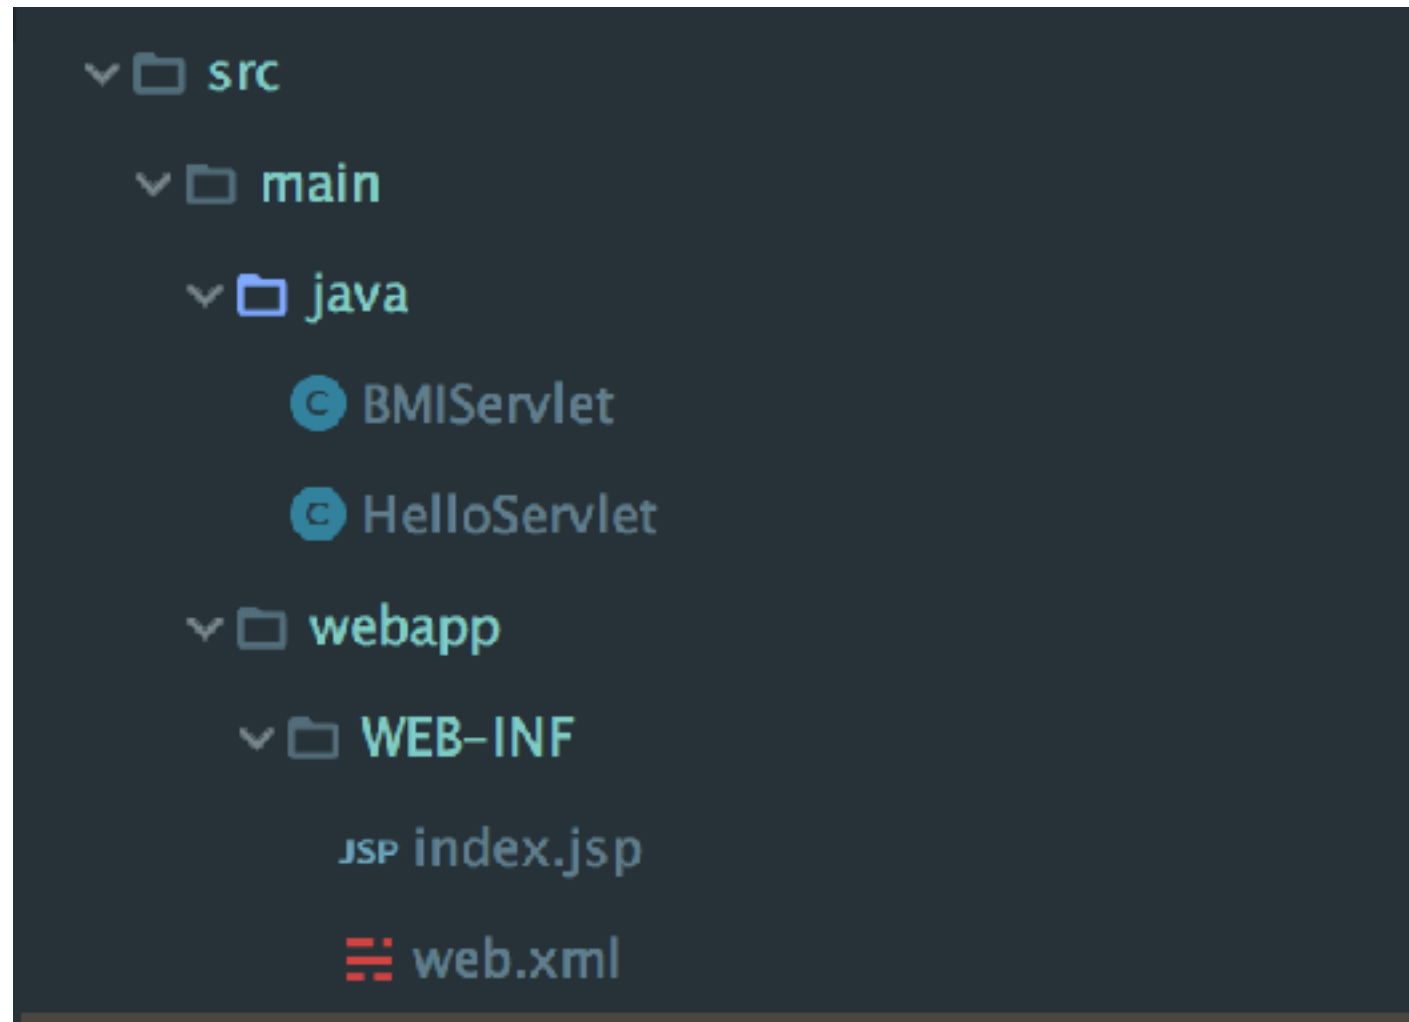 src
main
java
C BMIServlet
C HelloServlet
webapp
WEB-INF
JSP index.jsp
web.xml